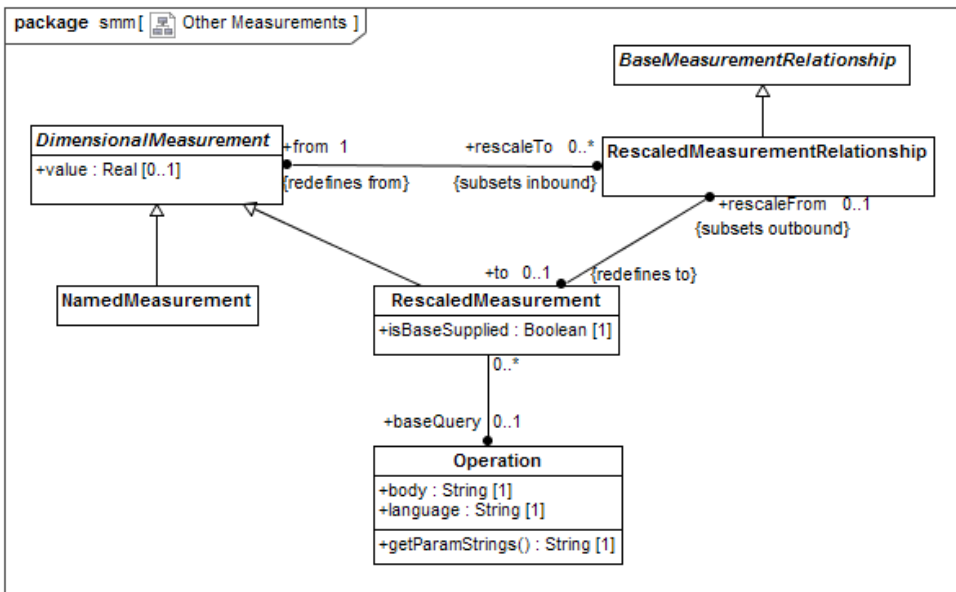 package smm[ Other Measurements ]
BaseMeasurementRelationship
DimensionalMeasurement
+value : Real [0..1]
+from 1
+rescaleTo 0..*
{redefines from}
{subsets inbound}
RescaledMeasurementRelationship
+rescaleFrom 0..1
{subsets outbound}
+to 0..1
{redefines to}
NamedMeasurement
RescaledMeasurement
+isBaseSupplied : Boolean [1]
0..*
+baseQuery 0..1
Operation
+body : String [1]
+language : String [1]
+getParamStrings() : String [1]